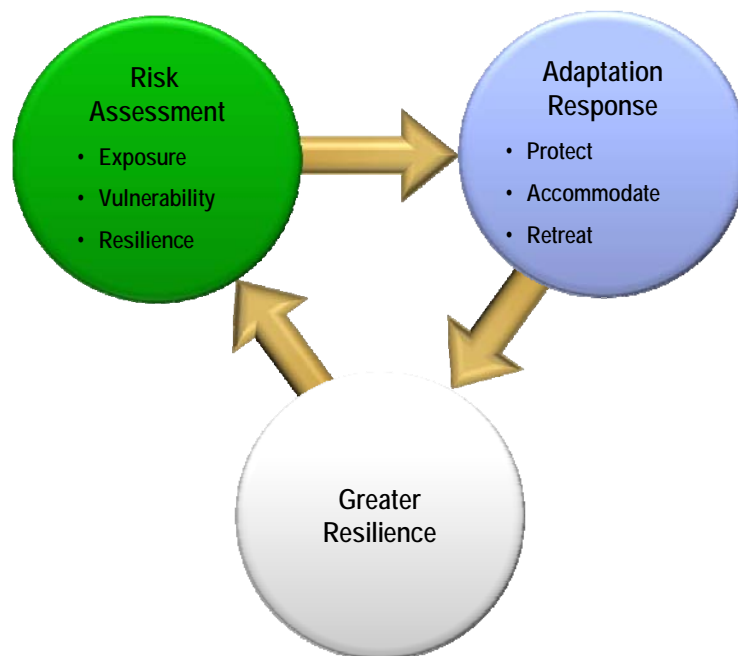 Risk
Assessment
• Exposure
• Vulnerability
• Resilience
Adaptation
Response
• Protect
• Accommodate
• Retreat
Greater
Resilience